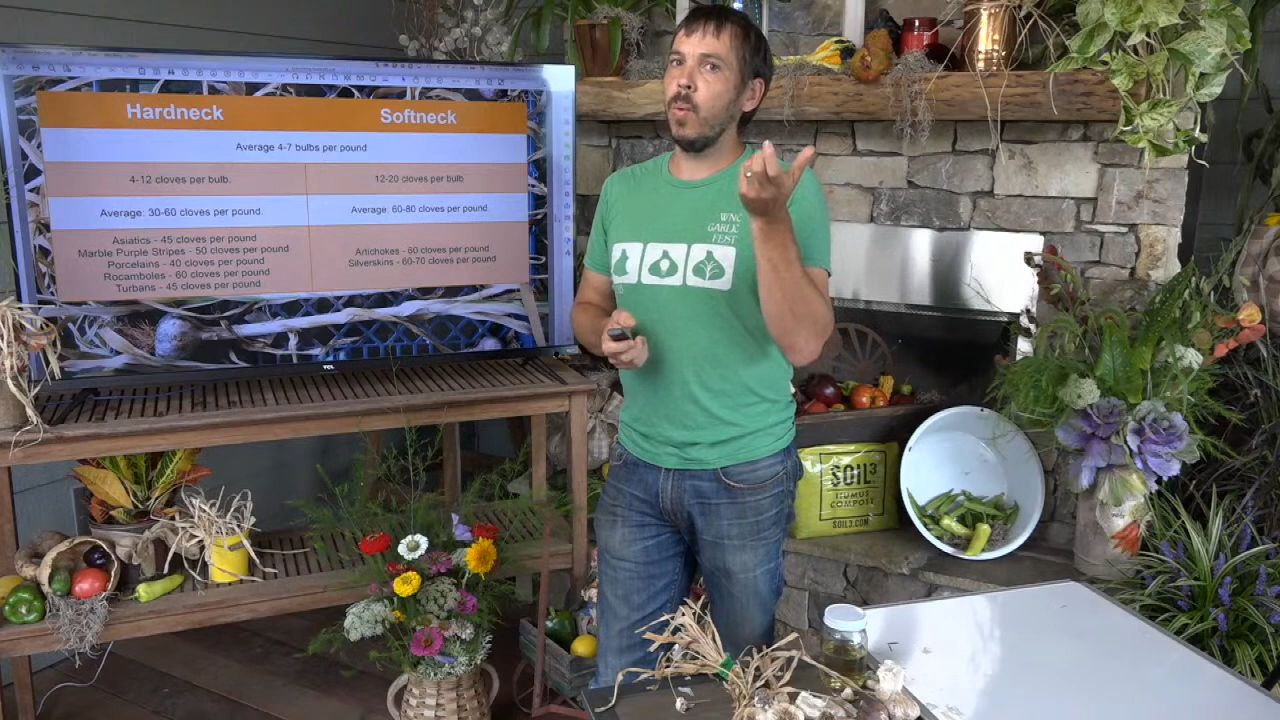 Hardneck
Softneck
Average 4-7 bulbs per pound
4-12 cloves per bulb.
12-20 cloves per bulb
Average: 30-60 cloves per pound.
Average: 60-80 cloves per pound
Asiatics - 45 cloves per pound
Marble Purple Stripes - 50 cloves per pound
Porcelains - 40 cloves per pound
Rocamboles - 60 cloves per pound
Turbans - 45 cloves per pound
Artichokes - 60 cloves per pound
Silverskins - 60-70 cloves per pound
TCL
WNC
GARLIC
FEST
SOIL³
HUMUS
COMPOST
SOIL3.COM